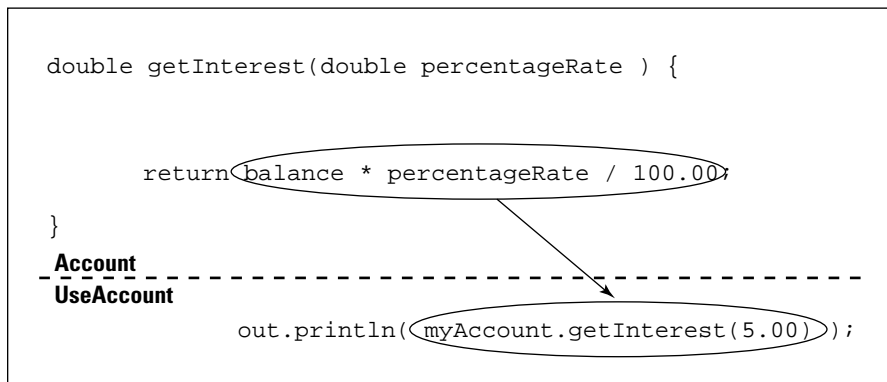 double getInterest(double percentageRate ) {
return balance * percentageRate / 100.00;
}
Account
UseAccount
out.println( myAccount.getInterest(5.00) );